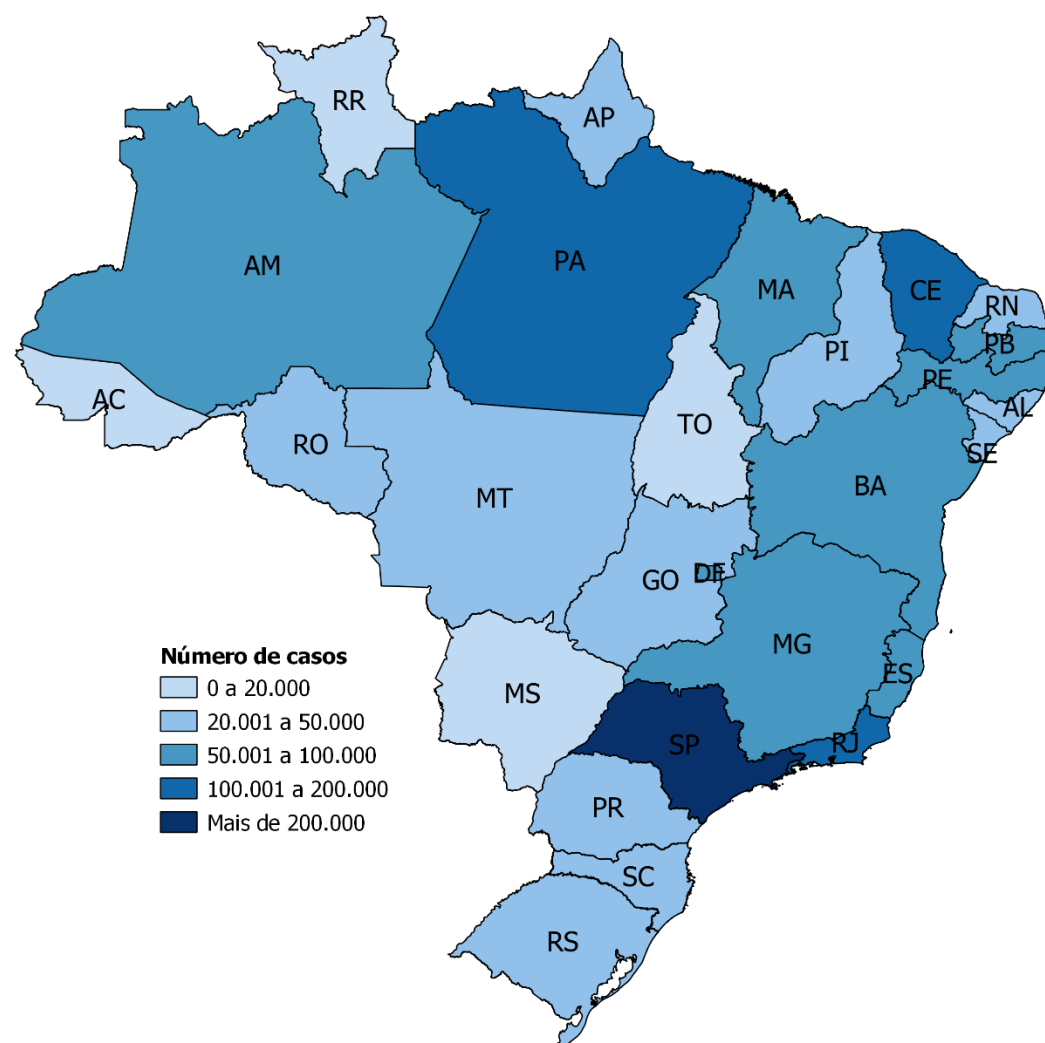 RR
AP
AM
PA
MA
CE
RN
PI
PB
PE
AC
TO
AL
RO
SE
MT
BA
GO
DF
MG
Número de casos
0 a 20.000
MS
ES
20.001 a 50.000
50.001 a 100.000
SP
RJ
100.001 a 200.000
PR
Mais de 200.000
SC
RS